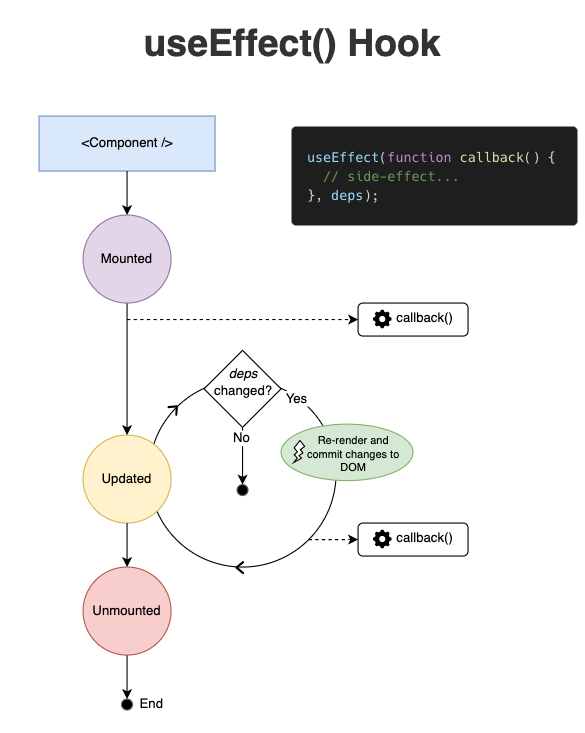 useEffect() Hook
<Component />
useEffect(function callback() {
// side-effect...
}, deps);
Mounted
callback()
deps
changed?
Yes
No
Re-render and
commit changes to
DOM
Updated
callback()
Unmounted
End